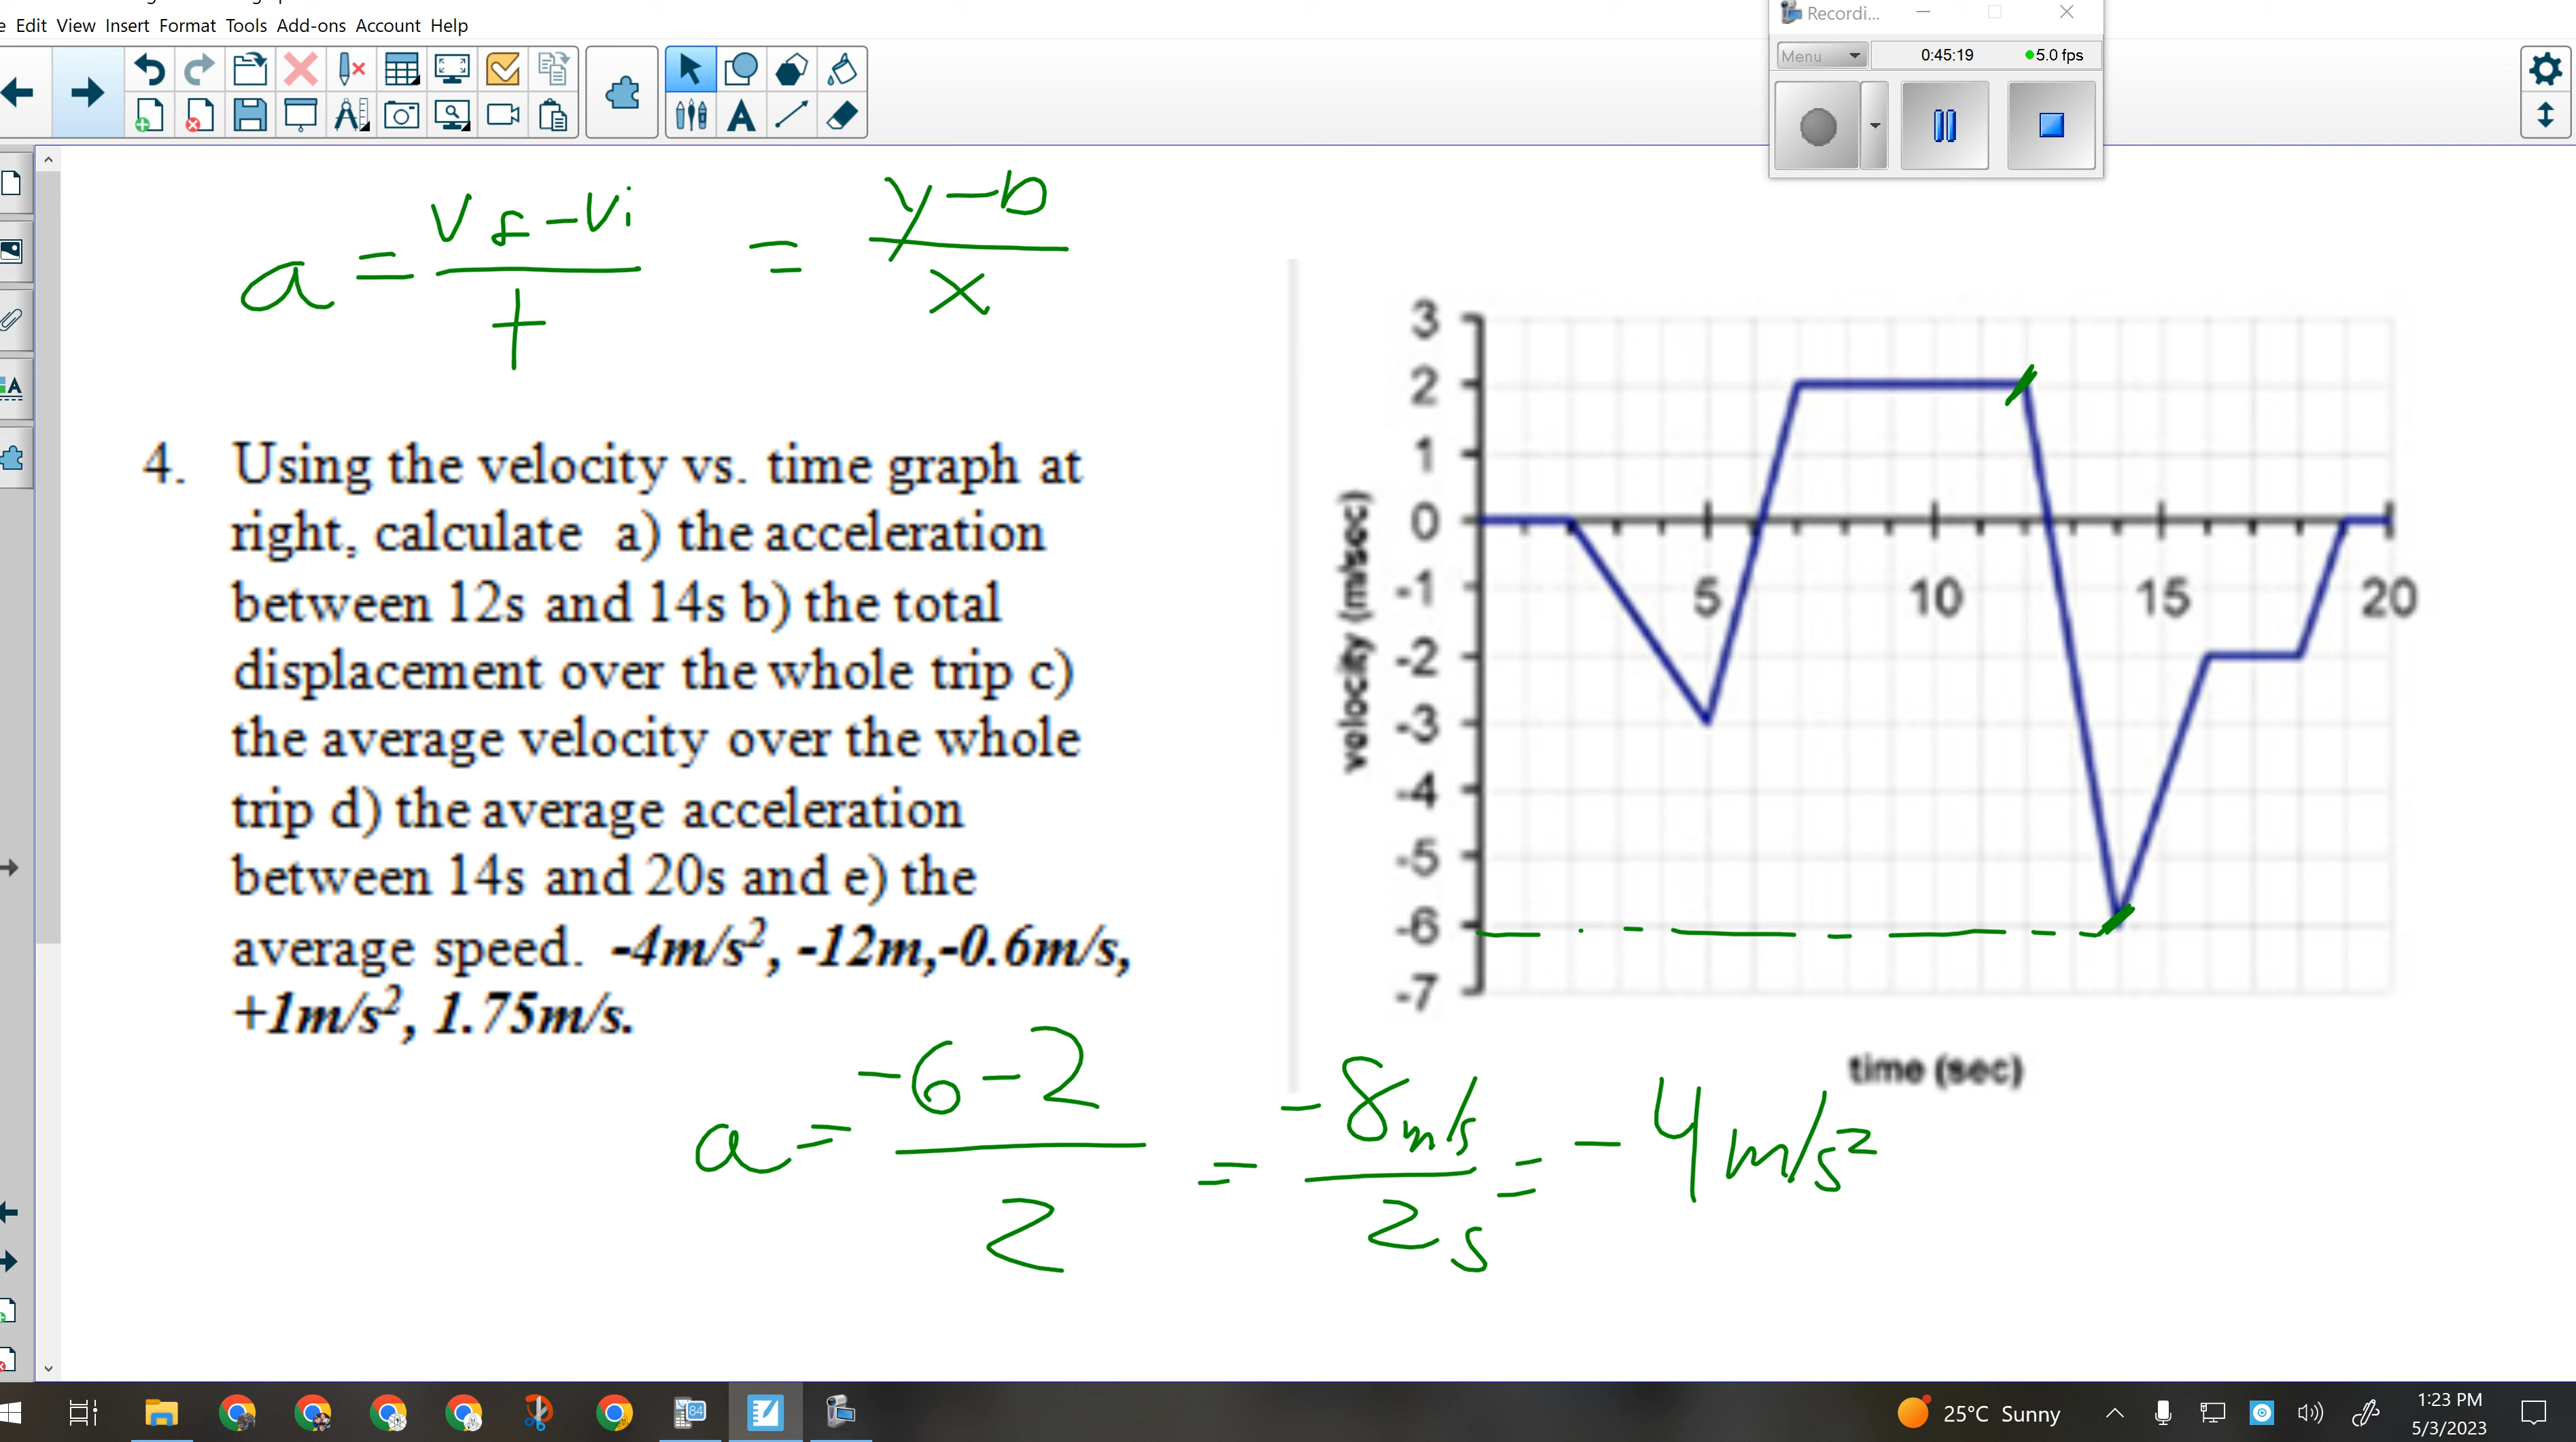 Edit View Insert Format Tools Add-ons Account Help
Recordi...
Menu 0:45:19 5.0 fps
a = vf - vi / t = y - b / x
4. Using the velocity vs. time graph at
right, calculate a) the acceleration
between 12s and 14s b) the total
displacement over the whole trip c)
the average velocity over the whole
trip d) the average acceleration
between 14s and 20s and e) the
average speed. -4m/s², -12m,-0.6m/s,
+1m/s², 1.75m/s.
3
2
1
0
-1
-2
-3
-4
-5
-6
-7
5 10 15 20
velocity (m/sec)
time (sec)
a = -6-2 / 2 = -8m/s / 2s = -4m/s²
84
25°C Sunny
1:23 PM
5/3/2023